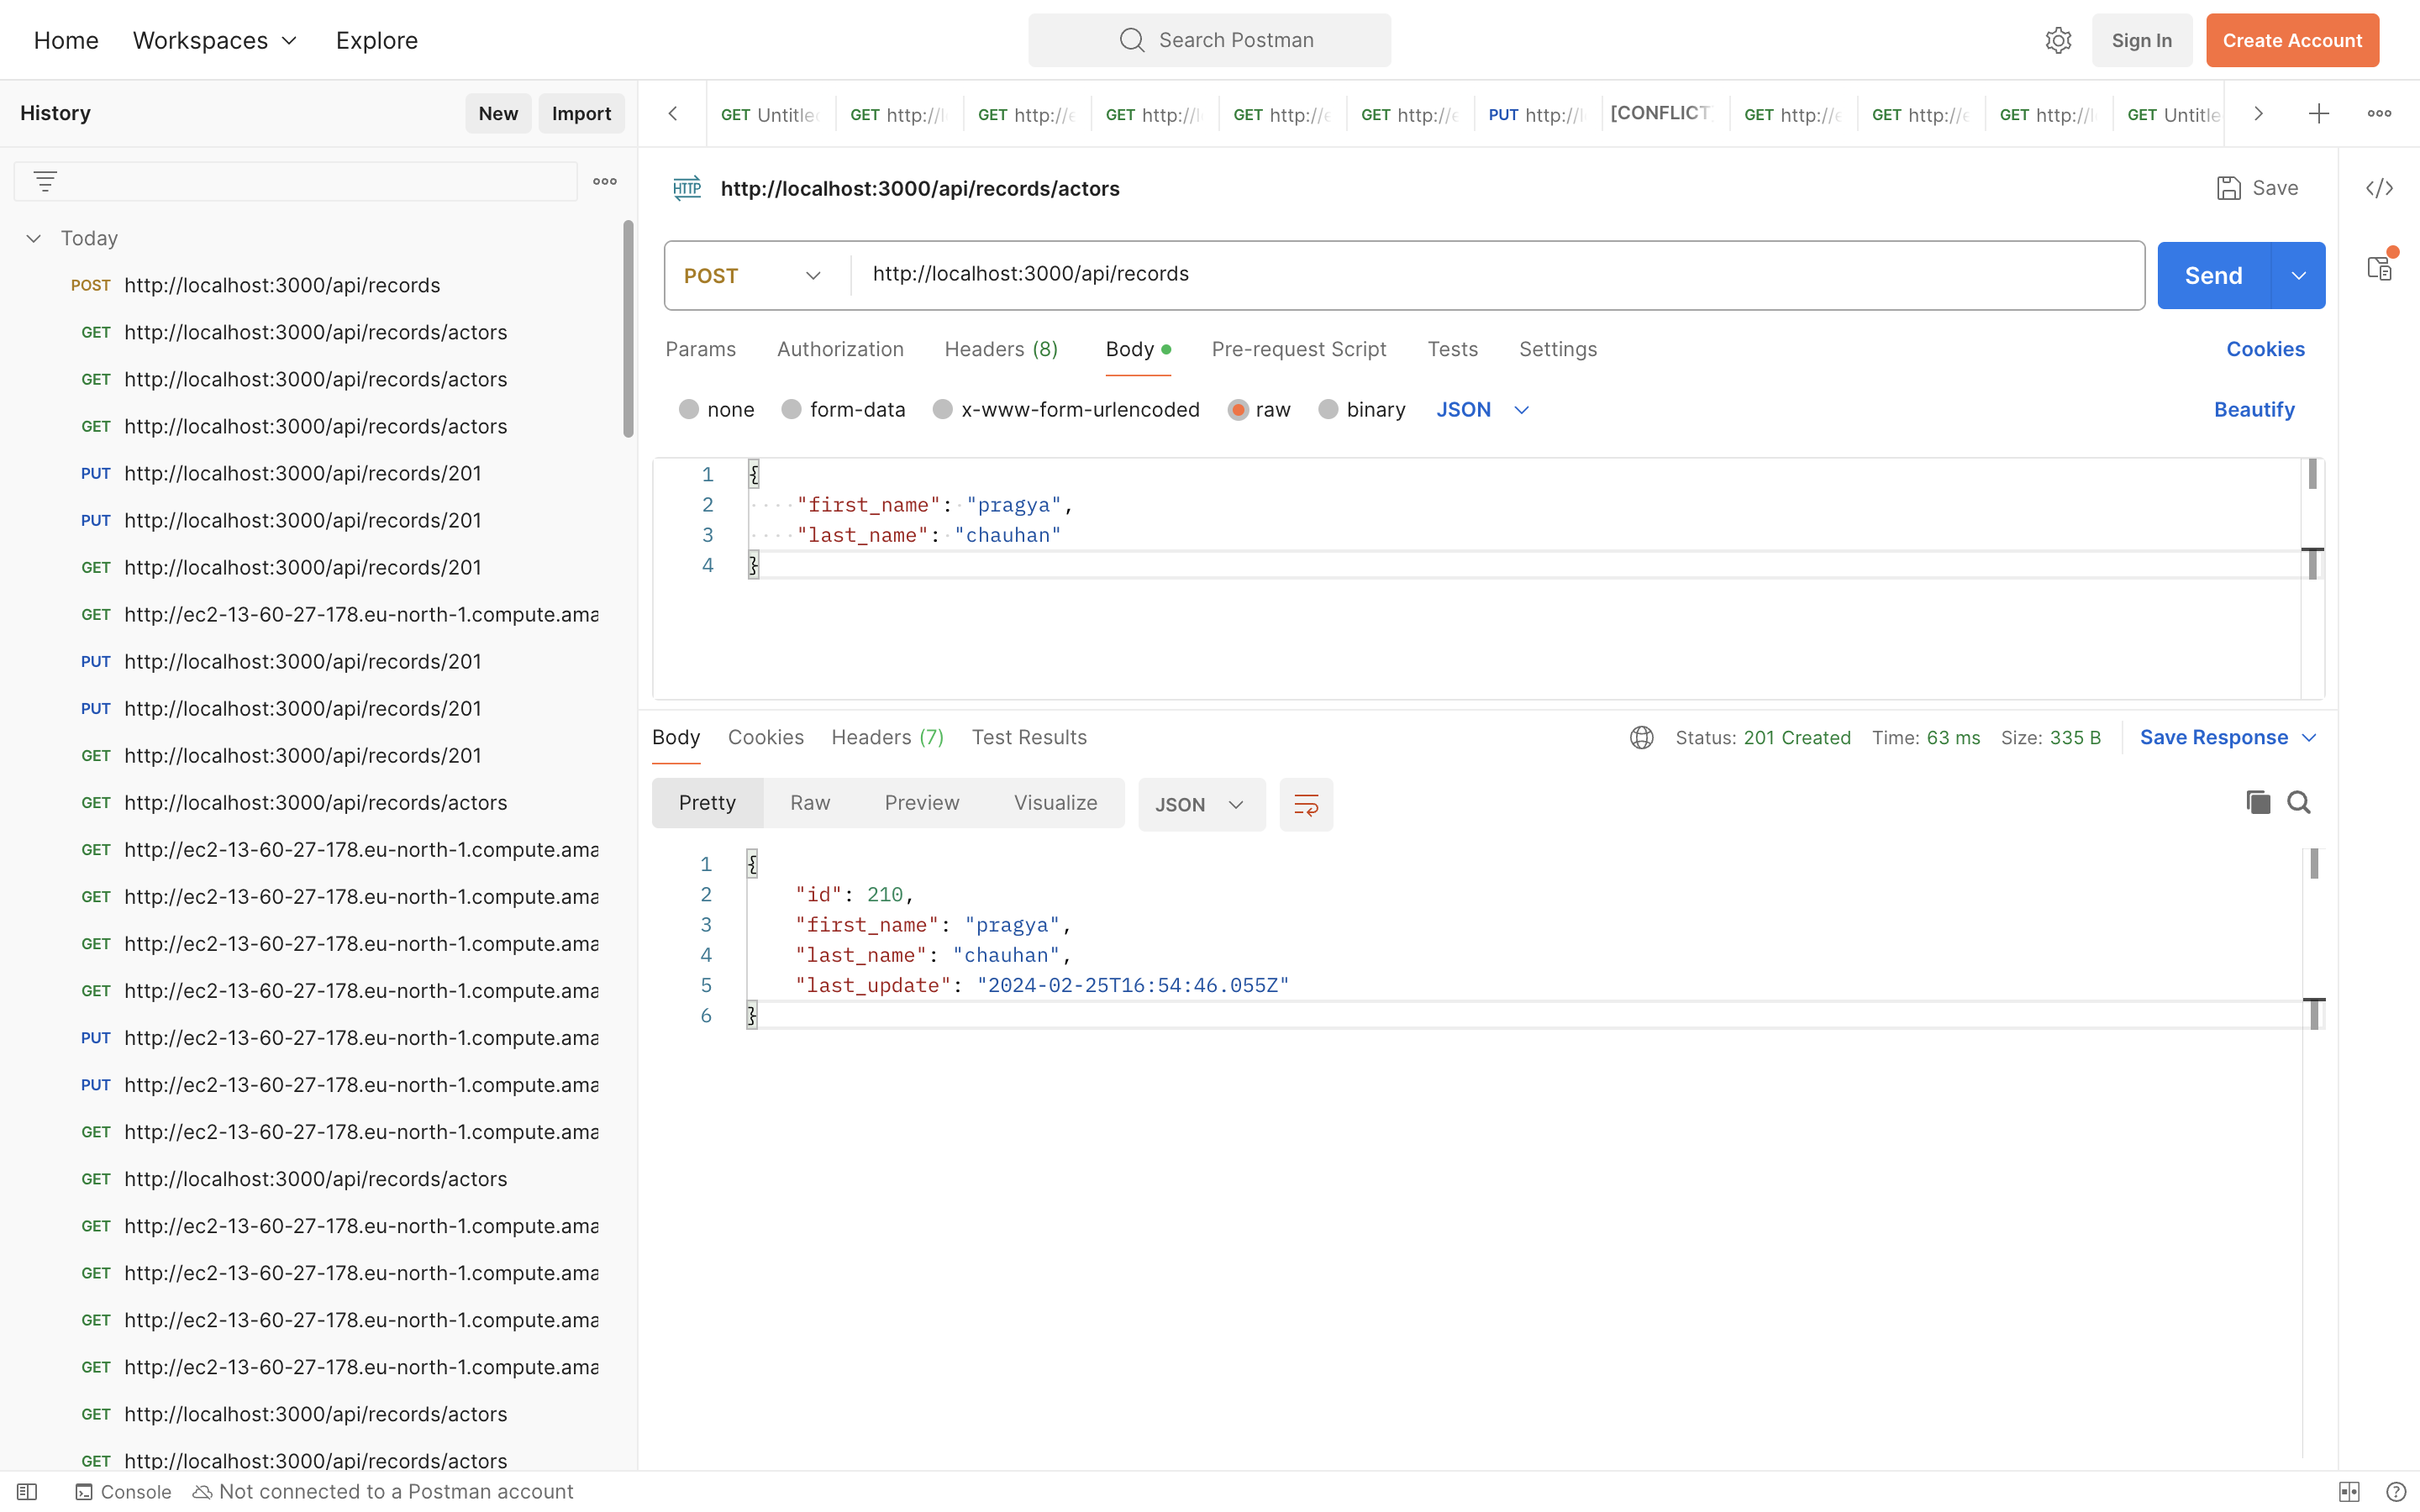 Home Workspaces Explore Search Postman Sign In Create Account
History New Import
GET Untitle GET http://l GET http://e GET http://l GET http://e GET http://e PUT http://l [CONFLICT GET http://e GET http://e GET http://l GET Untitle
HTTP http://localhost:3000/api/records/actors Save
Today
POST http://localhost:3000/api/records
GET http://localhost:3000/api/records/actors
GET http://localhost:3000/api/records/actors
GET http://localhost:3000/api/records/actors
PUT http://localhost:3000/api/records/201
PUT http://localhost:3000/api/records/201
GET http://localhost:3000/api/records/201
GET http://ec2-13-60-27-178.eu-north-1.compute.ama
PUT http://localhost:3000/api/records/201
PUT http://localhost:3000/api/records/201
GET http://localhost:3000/api/records/201
GET http://localhost:3000/api/records/actors
GET http://ec2-13-60-27-178.eu-north-1.compute.ama
GET http://ec2-13-60-27-178.eu-north-1.compute.ama
GET http://ec2-13-60-27-178.eu-north-1.compute.ama
GET http://ec2-13-60-27-178.eu-north-1.compute.ama
PUT http://ec2-13-60-27-178.eu-north-1.compute.ama
PUT http://ec2-13-60-27-178.eu-north-1.compute.ama
GET http://ec2-13-60-27-178.eu-north-1.compute.ama
GET http://localhost:3000/api/records/actors
GET http://ec2-13-60-27-178.eu-north-1.compute.ama
GET http://ec2-13-60-27-178.eu-north-1.compute.ama
GET http://ec2-13-60-27-178.eu-north-1.compute.ama
GET http://ec2-13-60-27-178.eu-north-1.compute.ama
GET http://localhost:3000/api/records/actors
GET http://localhost:3000/api/records/actors
POST http://localhost:3000/api/records Send
Params Authorization Headers (8) Body Pre-request Script Tests Settings Cookies
none form-data x-www-form-urlencoded raw binary JSON Beautify
1 {
2 "first_name": "pragya",
3 "last_name": "chauhan"
4 }
Body Cookies Headers (7) Test Results Status: 201 Created Time: 63 ms Size: 335 B Save Response
Pretty Raw Preview Visualize JSON
1 {
2 "id": 210,
3 "first_name": "pragya",
4 "last_name": "chauhan",
5 "last_update": "2024-02-25T16:54:46.055Z"
6 }
Console Not connected to a Postman account